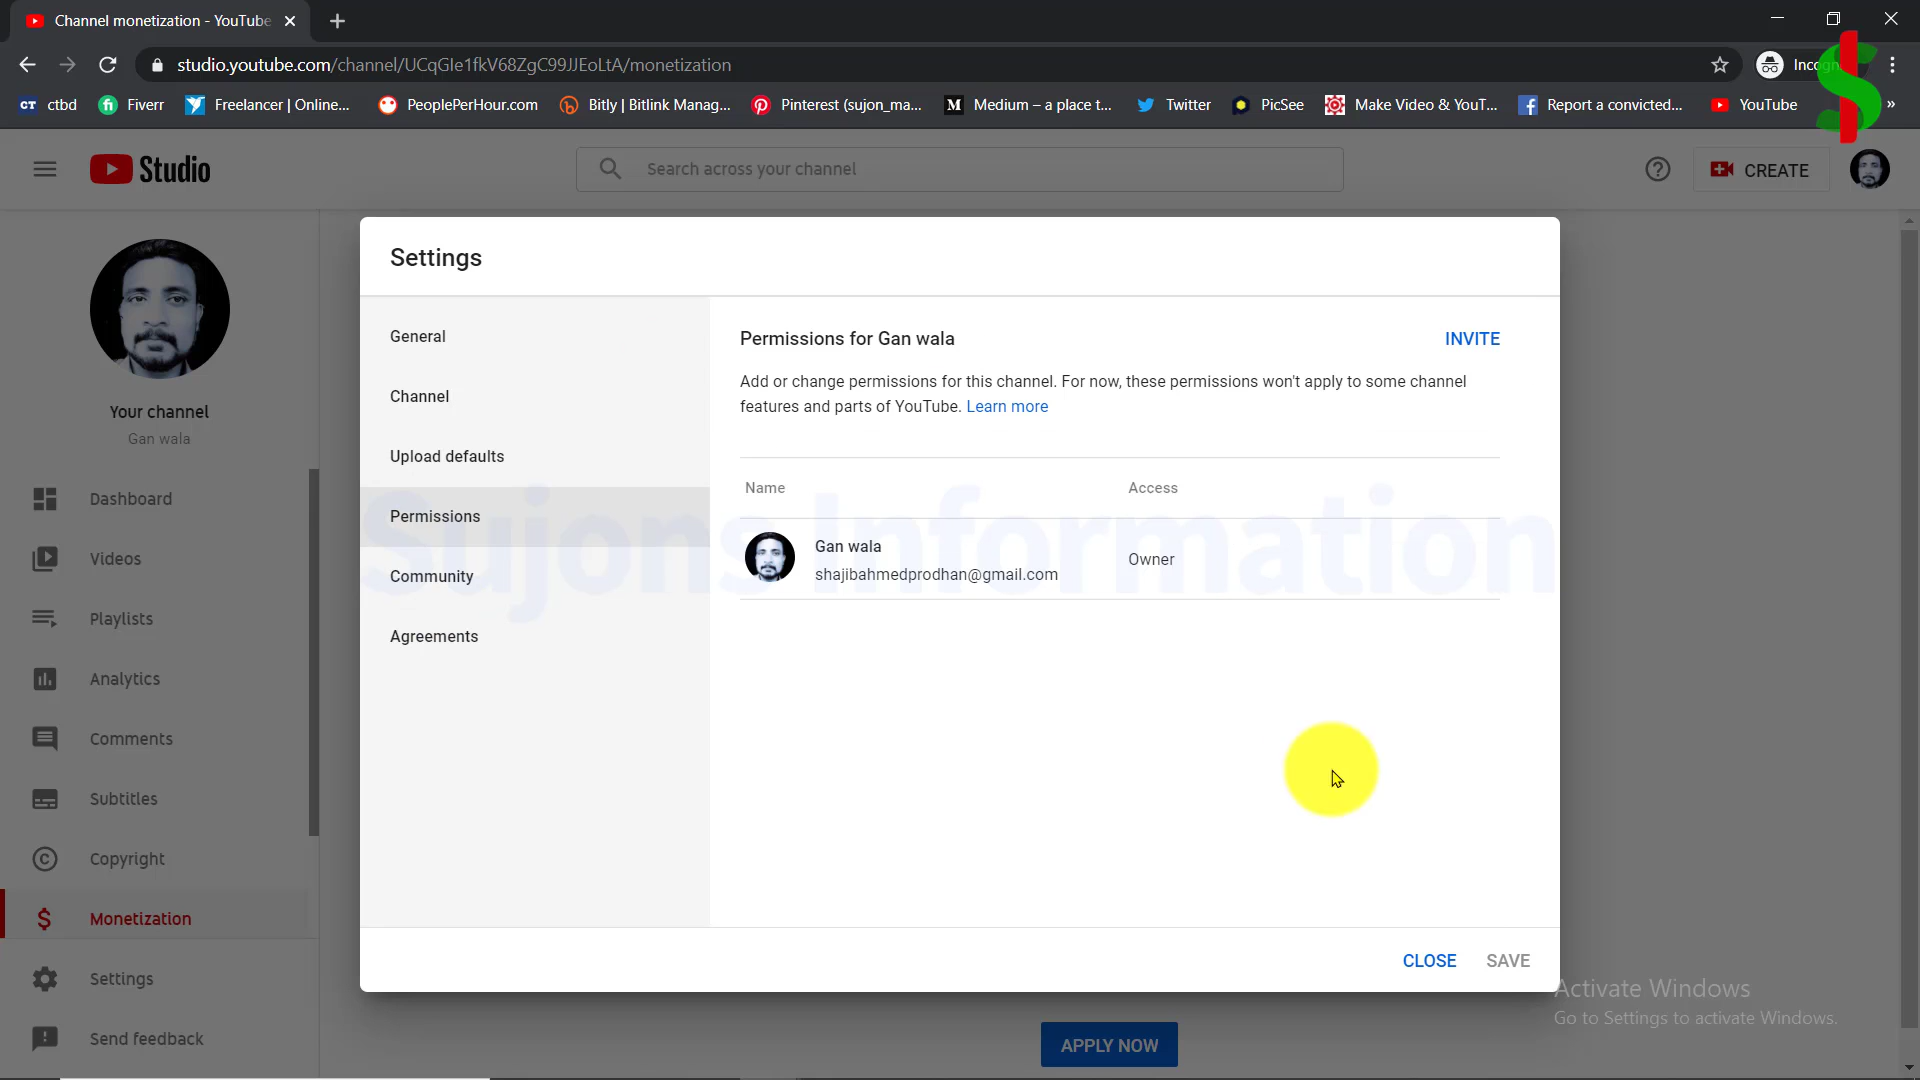 Channel monetization - YouTube
studio.youtube.com/channel/UCqGIe1fkV68ZgC99JJEoLtA/monetization
CT ctbd
fi Fiverr
Freelancer | Online...
PeoplePerHour.com
Bitly | Bitlink Manag...
Pinterest (sujon_ma...
M Medium – a place t...
Twitter
PicSee
Make Video & YouT...
Report a convicted...
YouTube
»
Studio
Search across your channel
CREATE
Your channel
Gan wala
Dashboard
Videos
Playlists
Analytics
Comments
Subtitles
Copyright
Monetization
Settings
Send feedback
Settings
General
Channel
Upload defaults
Permissions
Community
Agreements
Permissions for Gan wala
INVITE
Add or change permissions for this channel. For now, these permissions won't apply to some channel
features and parts of YouTube. Learn more
Name Access
Gan wala
shajibahmedprodhan@gmail.com
Owner
Sujons Information
CLOSE SAVE
APPLY NOW
Activate Windows
Go to Settings to activate Windows.